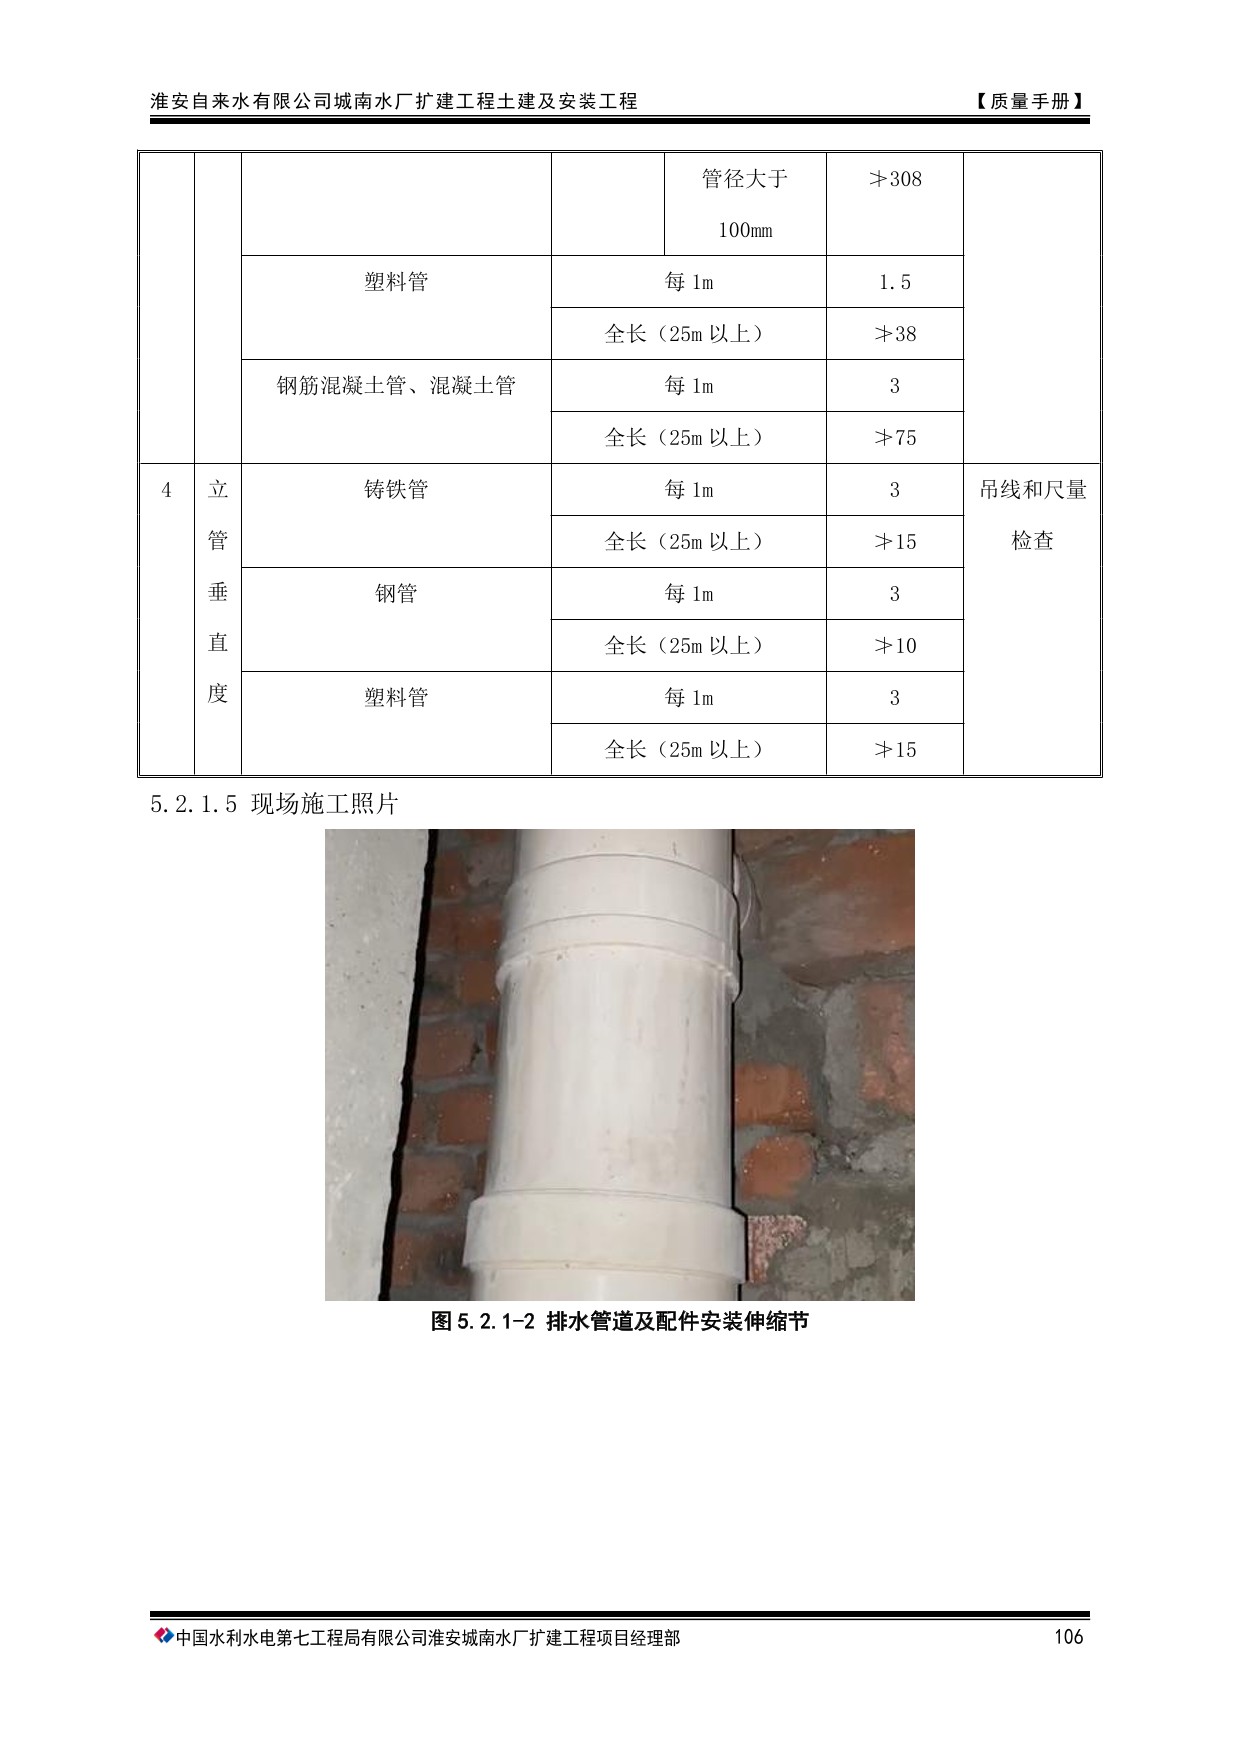 淮安自来水有限公司城南水厂扩建工程土建及安装工程 【质量手册】
管径大于 ≯308
100mm
塑料管 每 1m 1.5
全长（25m 以上） ≯38
钢筋混凝土管、混凝土管 每 1m 3
全长（25m 以上） ≯75
4 立 铸铁管 每 1m 3 吊线和尺量
管 全长（25m 以上） ≯15 检查
垂 钢管 每 1m 3
直 全长（25m 以上） ≯10
度 塑料管 每 1m 3
全长（25m 以上） ≯15
5.2.1.5 现场施工照片
图 5.2.1-2 排水管道及配件安装伸缩节
中国水利水电第七工程局有限公司淮安城南水厂扩建工程项目经理部 106